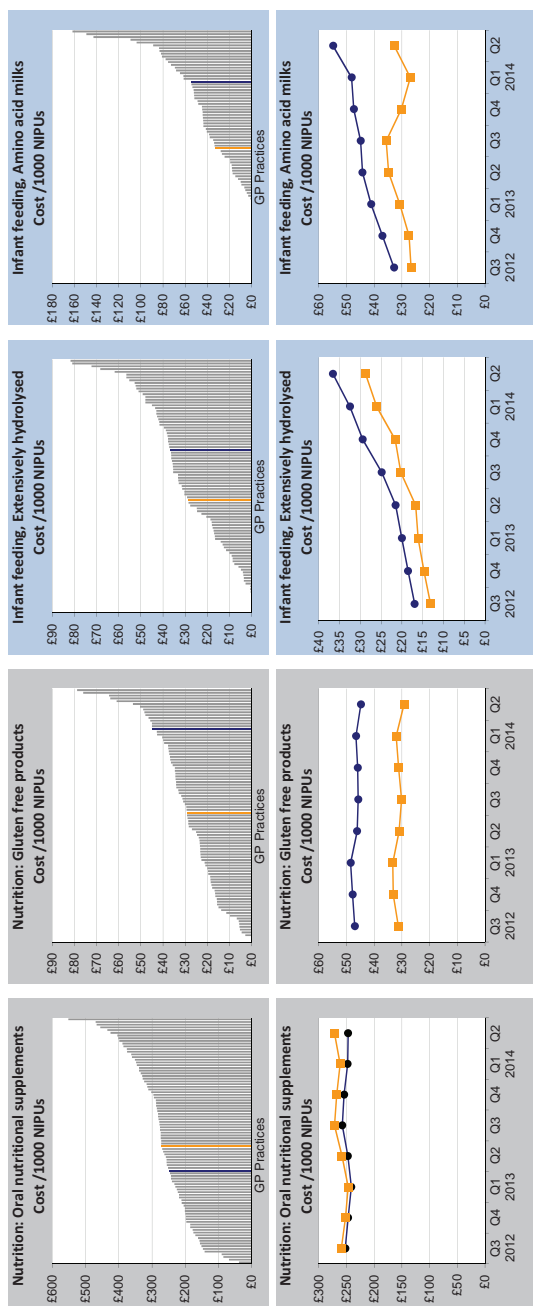 Nutrition: Oral nutritional supplements
Cost /1000 NIPUs
£600
£500
£400
£300
£200
£100
£0
GP Practices
Nutrition: Gluten free products
Cost /1000 NIPUs
£90
£80
£70
£60
£50
£40
£30
£20
£10
£0
GP Practices
Infant feeding, Extensively hydrolysed
Cost /1000 NIPUs
£90
£80
£70
£60
£50
£40
£30
£20
£10
£0
Infant feeding, Amino acid milks
Cost /1000 NIPUs
£180
£160
£140
£120
£100
£80
£60
£40
£20
£0
GP Practices
Nutrition: Oral nutritional supplements
Cost /1000 NIPUs
£300
£250
£200
£150
£100
£50
£0
Q3 Q4 Q1 Q2 Q3 Q4 Q1 Q2
2012 2013 2014
Nutrition: Gluten free products
Cost /1000 NIPUs
£60
£50
£40
£30
£20
£10
£0
Q3 Q4 Q1 Q2 Q3 Q4 Q1 Q2
2012 2013 2014
Infant feeding, Extensively hydrolysed
Cost /1000 NIPUs
£40
£35
£30
£25
£20
£15
£10
£5
£0
Q3 Q4 Q1 Q2 Q3 Q4 Q1 Q2
2012 2013 2014
Infant feeding, Amino acid milks
Cost /1000 NIPUs
£60
£50
£40
£30
£20
£10
£0
Q3 Q4 Q1 Q2 Q3 Q4 Q1 Q2
2012 2013 2014